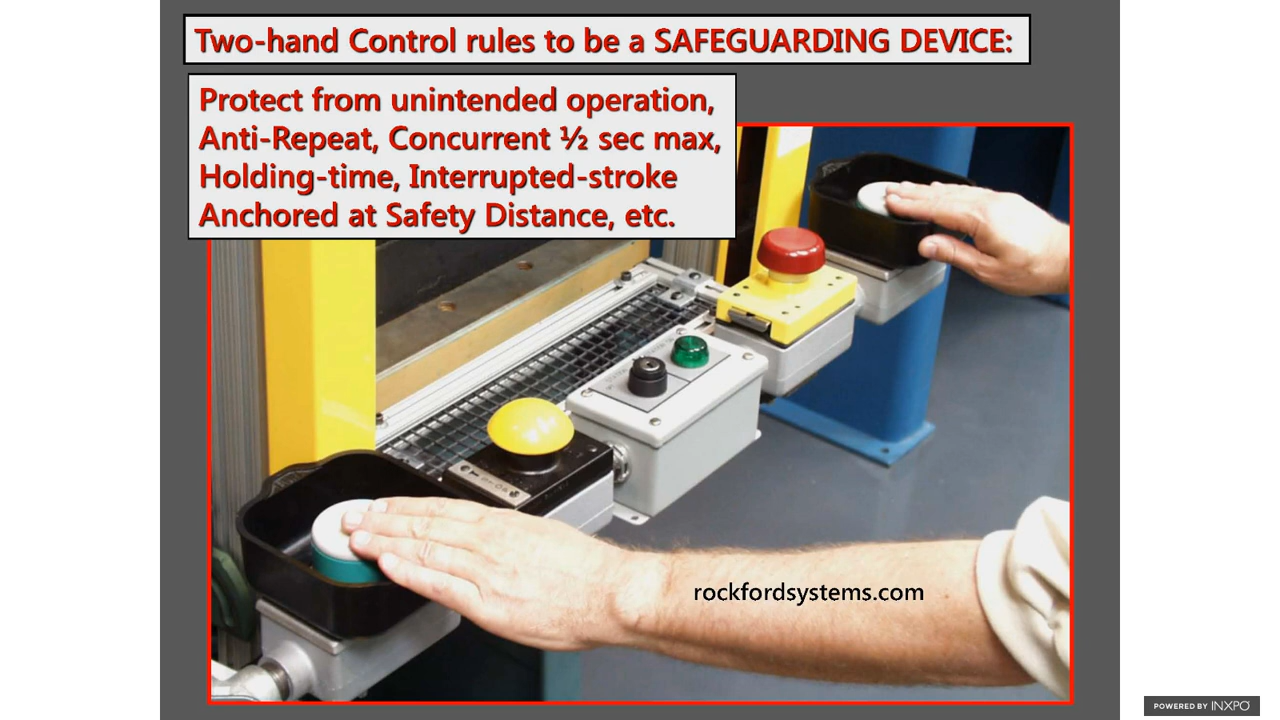 Two-hand Control rules to be a SAFEGUARDING DEVICE:
Protect from unintended operation,
Anti-Repeat, Concurrent ½ sec max,
Holding-time, Interrupted-stroke
Anchored at Safety Distance, etc.
rockfordsystems.com
POWERED BY INXPO